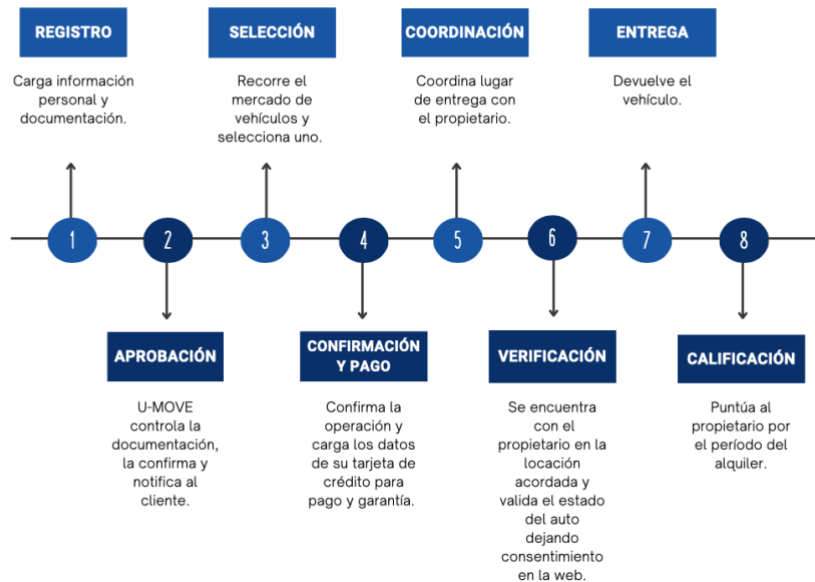 REGISTRO
Carga información
personal y
documentación.
SELECCIÓN
Recorre el
mercado de
vehículos y
selecciona uno.
COORDINACIÓN
Coordina lugar
de entrega con
el propietario.
ENTREGA
Devuelve el
vehículo.
1
2
3
4
5
6
7
8
APROBACIÓN
U-MOVE
controla la
documentación,
la confirma y
notifica al
cliente.
CONFIRMACIÓN
Y PAGO
Confirma la
operación y
carga los datos
de su tarjeta de
crédito para
pago y garantía.
VERIFICACIÓN
Se encuentra
con el
propietario en la
locación
acordada y
valida el estado
del auto
dejando
consentimiento
en la web.
CALIFICACIÓN
Puntúa al
propietario por
el período del
alquiler.